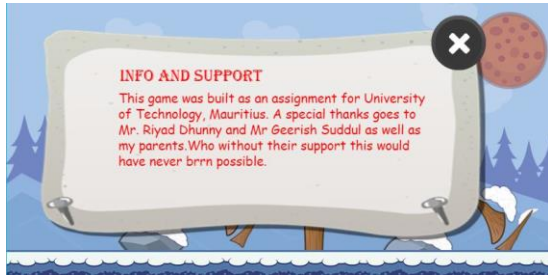 INFO AND SUPPORT
This game was built as an assignment for University
of Technology, Mauritius. A special thanks goes to
Mr. Riyad Dhunny and Mr Geerish Suddul as well as
my parents.Who without their support this would
have never brrn possible.